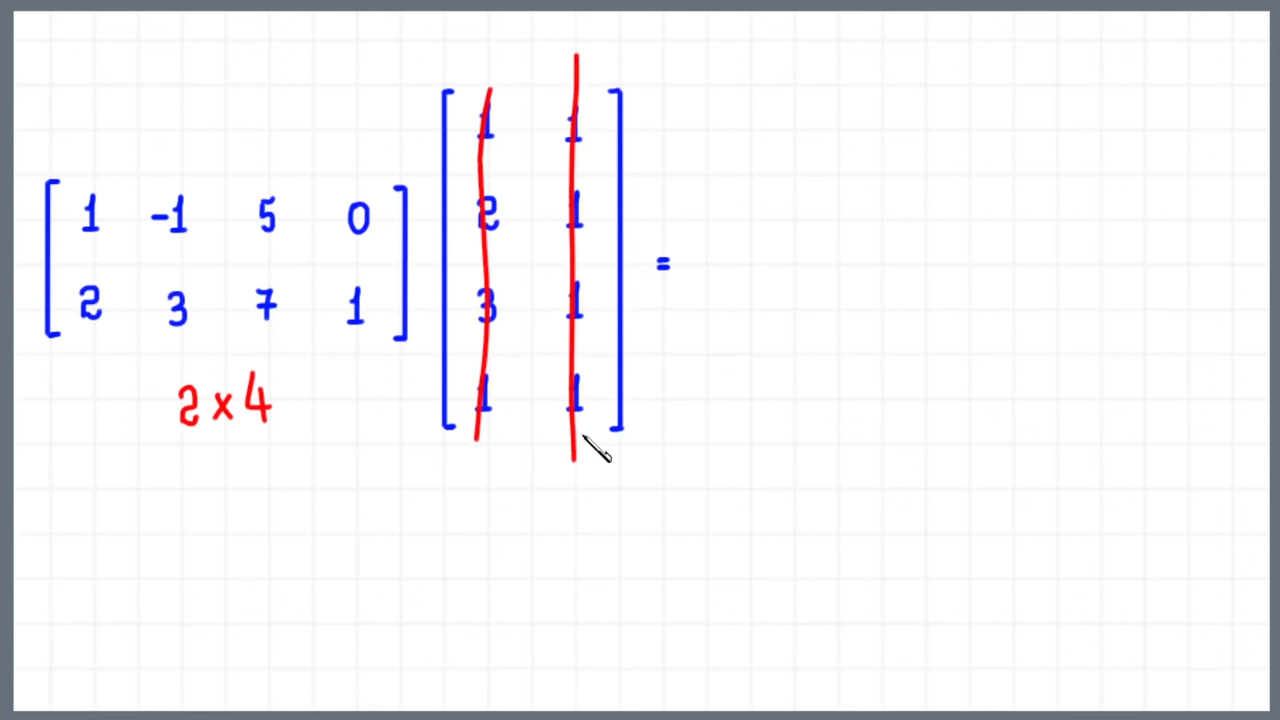 1 1
1 -1 5 0 2 1
=
2 3 7 1 3 1
2 x 4 1 1